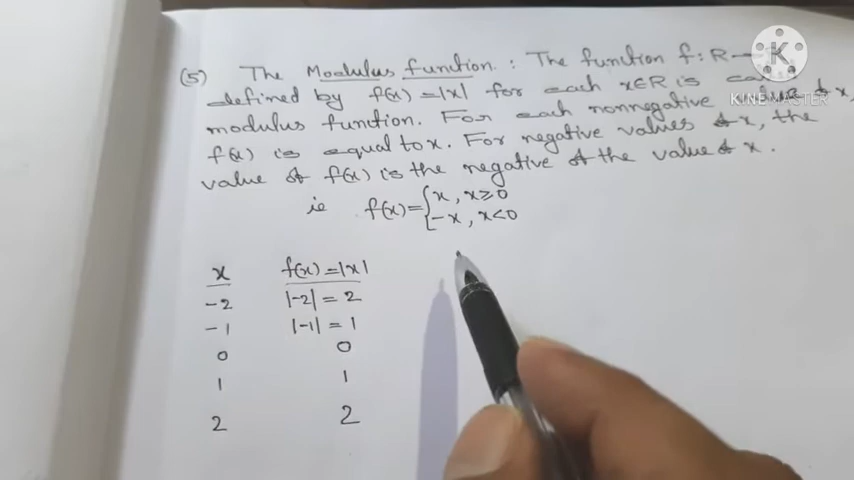 (5) The Modulus function : The function f: R→
defined by f(x) = |x| for each x∈R is
modulus function. For each nonnegative value of x,
f(x) is equal to x. For negative values of x, the
value of f(x) is the negative of the value of x.
ie f(x) = { x, x≥0
-x, x<0
x f(x) = |x|
-2 |-2| = 2
-1 |-1| = 1
0 0
1 1
2 2
K
KINEMASTER